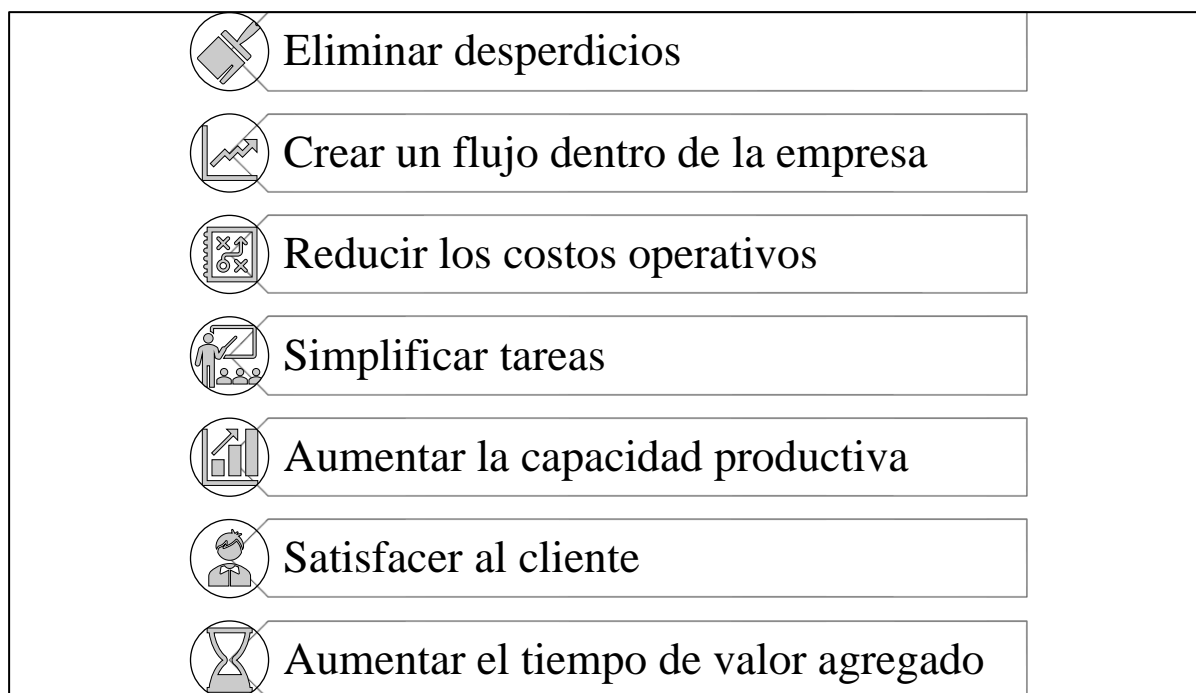 Eliminar desperdicios
Crear un flujo dentro de la empresa
Reducir los costos operativos
Simplificar tareas
Aumentar la capacidad productiva
Satisfacer al cliente
Aumentar el tiempo de valor agregado